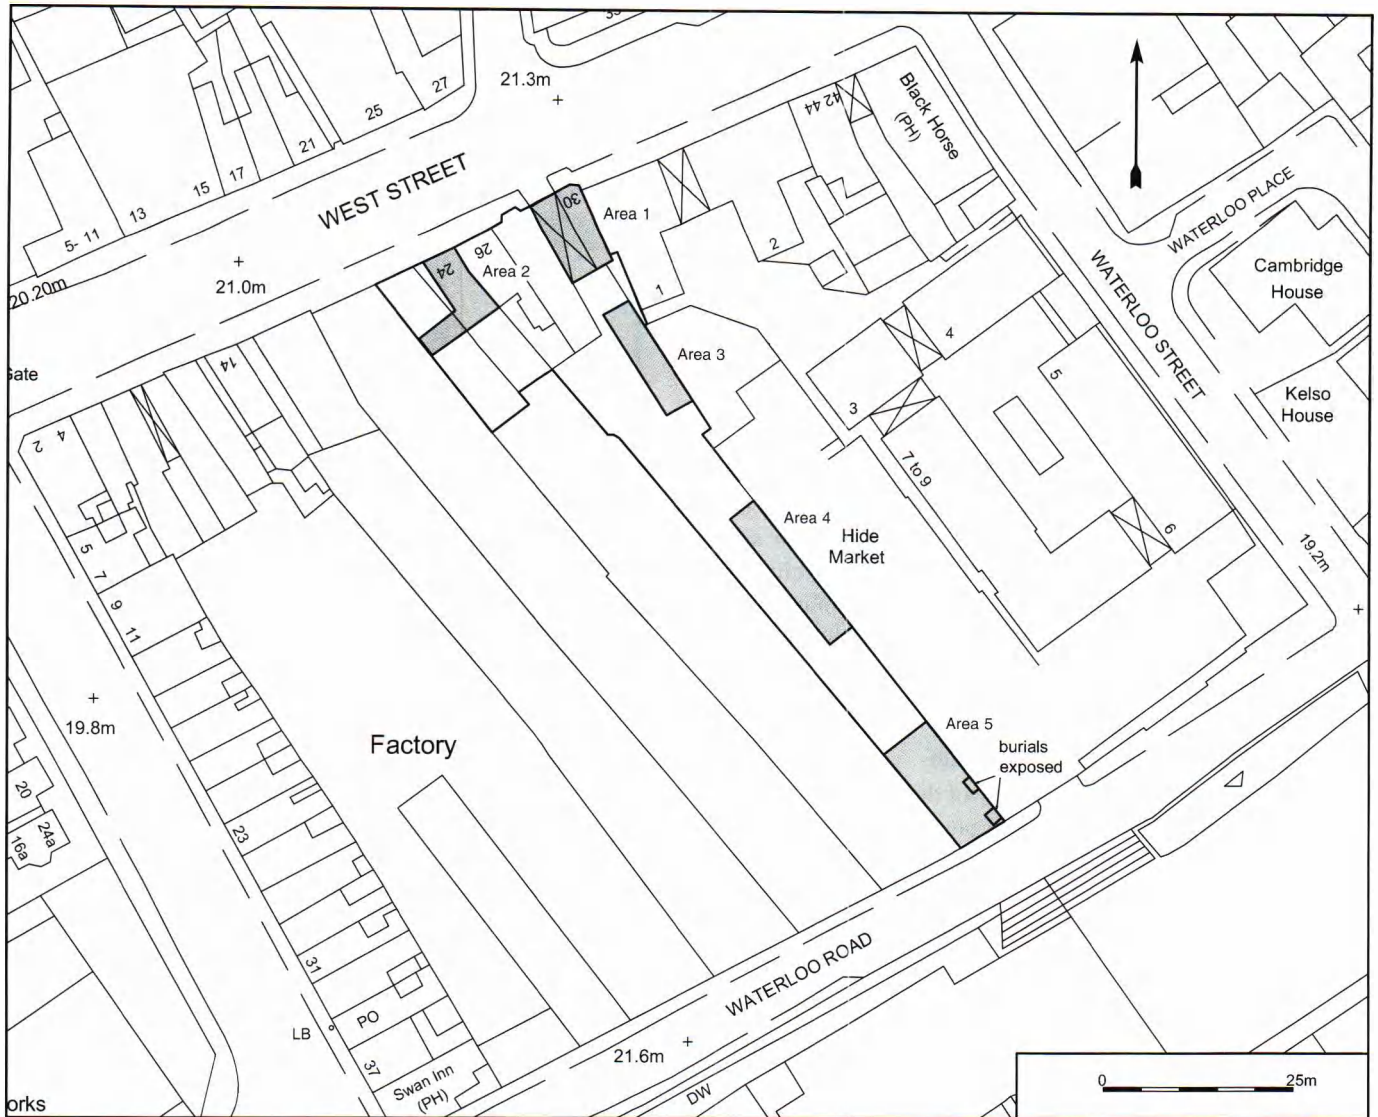 33
21.3m
27
25
21
17
15
13
5- 11
20.20m
21.0m
WEST STREET
30
Area 1
26
24
Area 2
Area 3
1
2
42 44
Black Horse
(PH)
WATERLOO PLACE
Cambridge
House
WATERLOO STREET
Kelso
House
4
3
5
7 to 9
6
19.2m
Gate
14
2
4
Area 4
Hide
Market
5
7
9
11
19.8m
Factory
Area 5
burials
exposed
20
24a
16a
23
31
LB
PO
37
Swan Inn
(PH)
WATERLOO ROAD
21.6m
DW
orks
0
25m